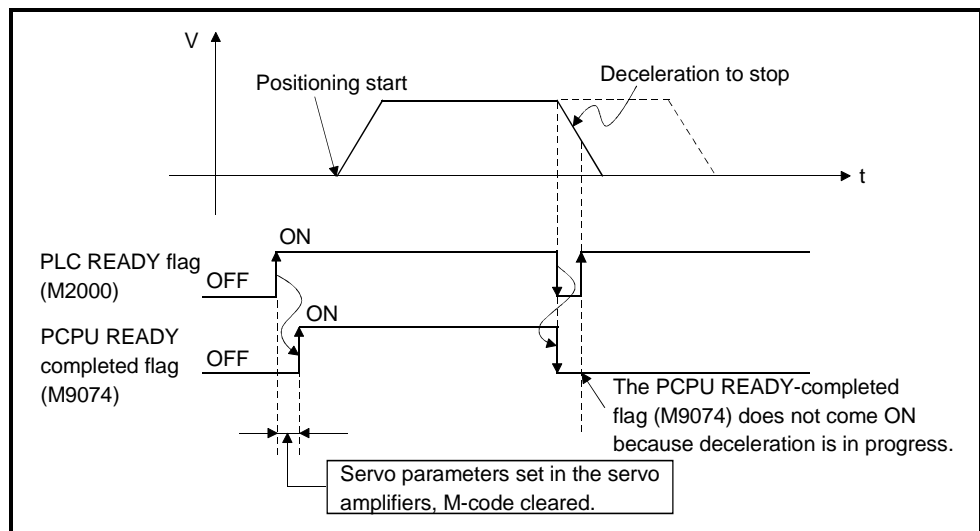 V
Positioning start
Deceleration to stop
t
ON
PLC READY flag
(M2000)
OFF
ON
PCPU READY
completed flag
(M9074)
OFF
The PCPU READY-completed
flag (M9074) does not come ON
because deceleration is in progress.
Servo parameters set in the servo
amplifiers, M-code cleared.